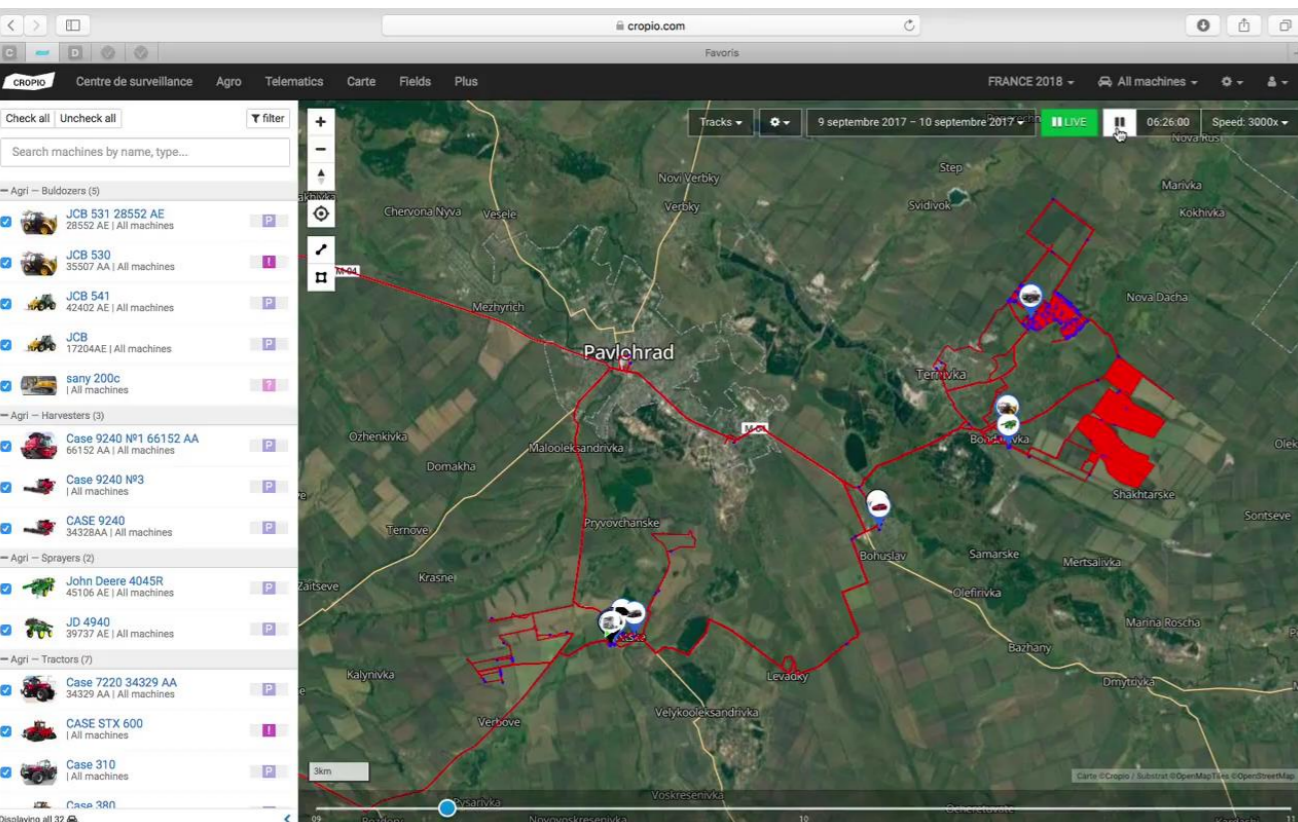 cropio.com
C
D
Favoris
CROPIO
Centre de surveillance
Agro
Telematics
Carte
Fields
Plus
FRANCE 2018
All machines
Check all
Uncheck all
filter
Search machines by name, type...
Tracks
9 septembre 2017 – 10 septembre 2017
LIVE
06:26:00
Speed: 3000x
Agri — Buldozers (5)
JCB 531 28552 AE
28552 AE | All machines
P
JCB 530
35507 AA | All machines
!
JCB 541
42402 AE | All machines
P
JCB
17204AE | All machines
P
sany 200c
| All machines
?
Agri — Harvesters (3)
Case 9240 №1 66152 AA
66152 AA | All machines
P
Case 9240 №3
| All machines
P
CASE 9240
34328AA | All machines
P
Agri — Sprayers (2)
John Deere 4045R
45106 AE | All machines
P
JD 4940
39737 AE | All machines
P
Agri — Tractors (7)
Case 7220 34329 AA
34329 AA | All machines
P
CASE STX 600
| All machines
!
Case 310
| All machines
P
Case 380
Displaying all 32
Nova Rus
Step
Novi Verbky
Marivka
Verbky
Svidivok
Chervona Nyva
Vesele
Kokhivka
M 04
Mezhyrich
Nova Dacha
Pavlohrad
Ternivka
M 04
Ozhenkivka
Malooleksandrivka
Bohdanivka
Domakha
Shakhtarske
Sontseve
Pryvovchanske
Ternove
Bohuslav
Samarske
Mertsalivka
Krasne
Zaitseve
Olefirivka
Marina Roscha
Bazhany
Kalynivka
Levadky
Dmytrivka
Velykooleksandrivka
Verbove
3km
Carte ©Cropio / Substrat ©OpenMapTiles ©OpenStreetMap
Voskresenivka
09
10
11
Novovoskresenivka